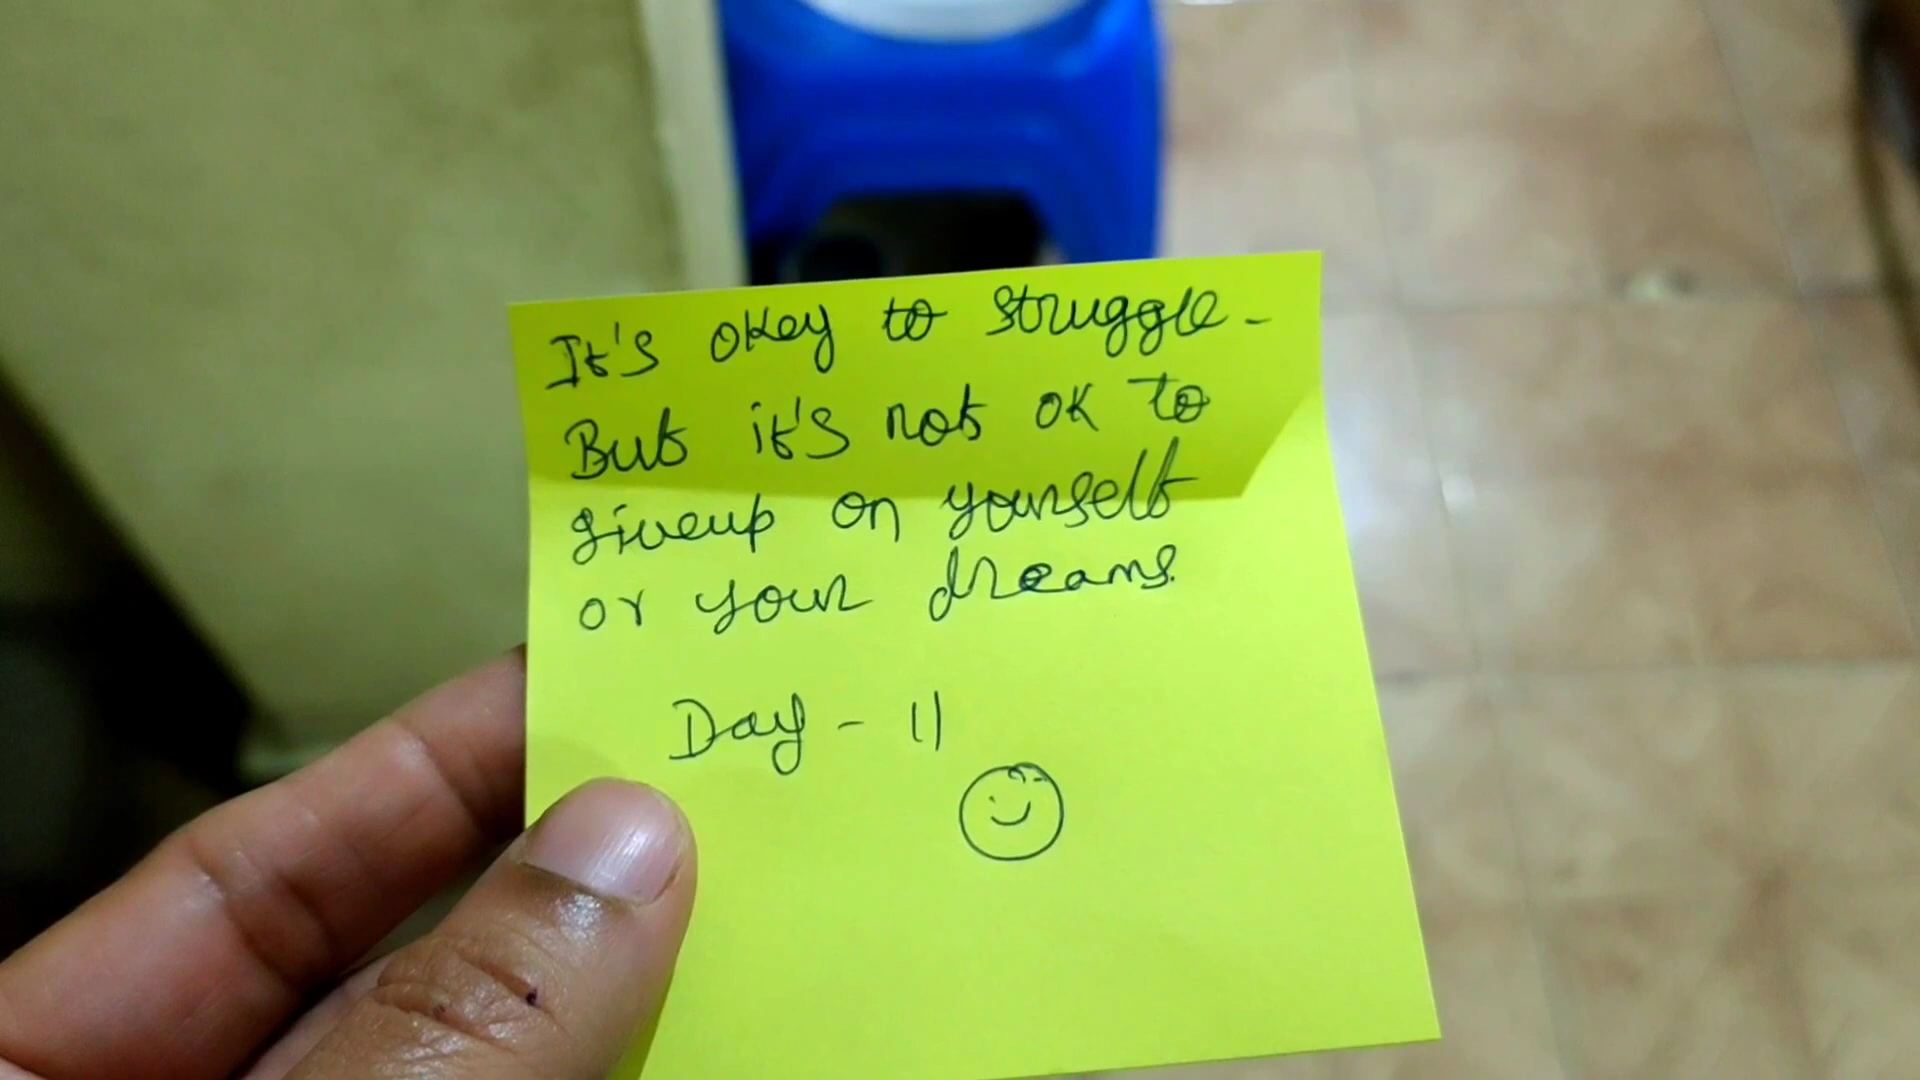 It's okey to struggle-
But it's not ok to
giveup on yourself
or your dreams.
Day - 11